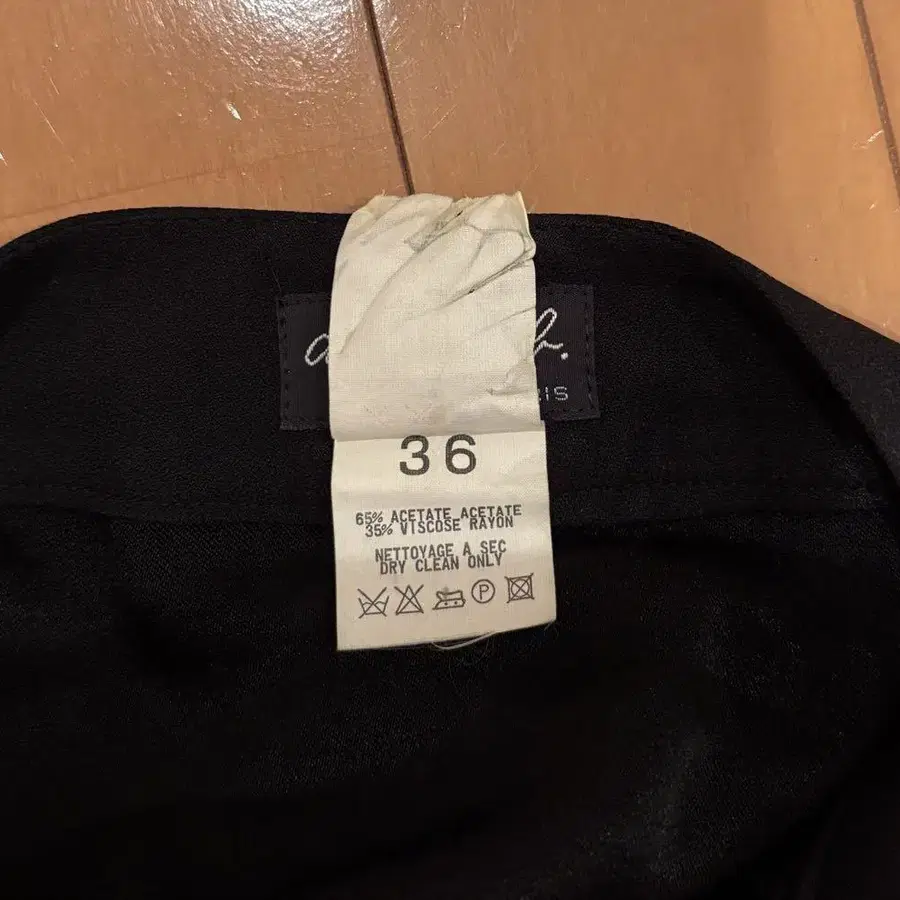 36
65% ACETATE ACETATE
35% VISCOSE RAYON
NETTOYAGE A SEC
DRY CLEAN ONLY
P